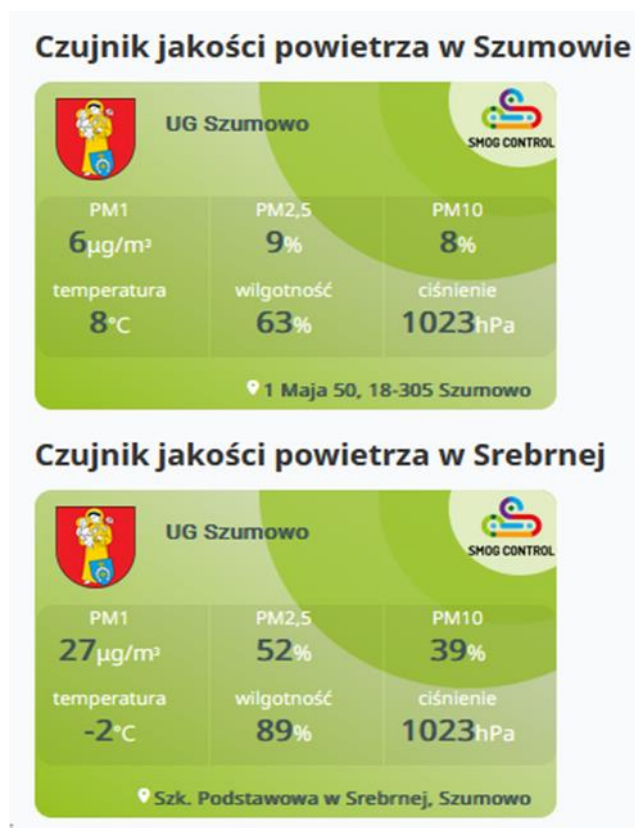 Czujnik jakości powietrza w Szumowie
UG Szumowo
SMOG CONTROL
PM1 PM2,5 PM10
6µg/m³ 9% 8%
temperatura wilgotność ciśnienie
8°C 63% 1023hPa
1 Maja 50, 18-305 Szumowo
Czujnik jakości powietrza w Srebrnej
UG Szumowo
SMOG CONTROL
PM1 PM2,5 PM10
27µg/m³ 52% 39%
temperatura wilgotność ciśnienie
-2°C 89% 1023hPa
Szk. Podstawowa w Srebrnej, Szumowo